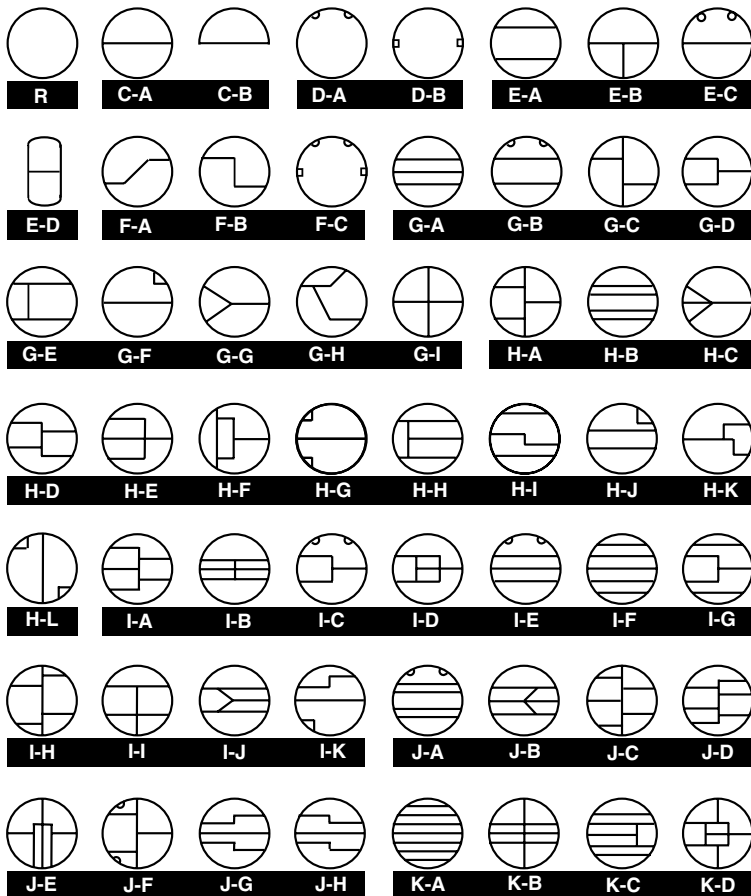 R C-A C-B D-A D-B E-A E-B E-C
E-D F-A F-B F-C G-A G-B G-C G-D
G-E G-F G-G G-H G-I H-A H-B H-C
H-D H-E H-F H-G H-H H-I H-J H-K
H-L I-A I-B I-C I-D I-E I-F I-G
I-H I-I I-J I-K J-A J-B J-C J-D
J-E J-F J-G J-H K-A K-B K-C K-D